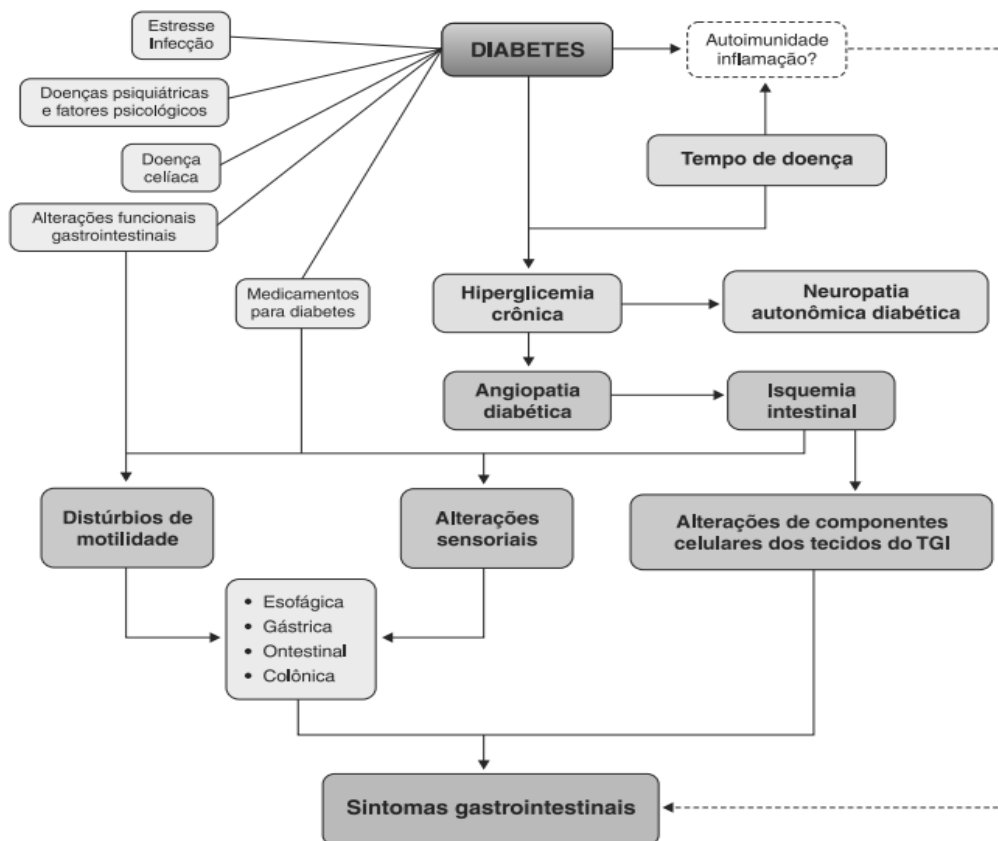 Estresse
Infecção
DIABETES
Autoimunidade
inflamação?
Doenças psiquiátricas
e fatores psicológicos
Doença
celíaca
Tempo de doença
Alterações funcionais
gastrointestinais
Medicamentos
para diabetes
Hiperglicemia
crônica
Neuropatia
autonômica diabética
Angiopatia
diabética
Isquemia
intestinal
Distúrbios de
motilidade
Alterações
sensoriais
Alterações de componentes
celulares dos tecidos do TGI
• Esofágica
• Gástrica
• Ontestinal
• Colônica
Sintomas gastrointestinais